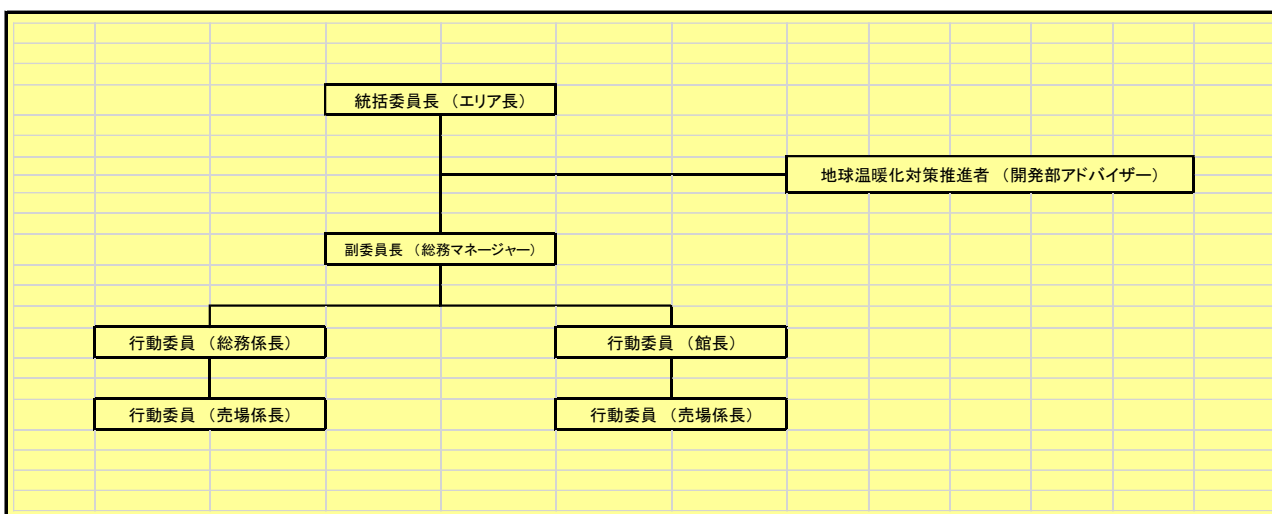 統括委員長 （エリア長）
地球温暖化対策推進者 （開発部アドバイザー）
副委員長 （総務マネージャー）
行動委員 （総務係長）
行動委員 （館長）
行動委員 （売場係長）
行動委員 （売場係長）